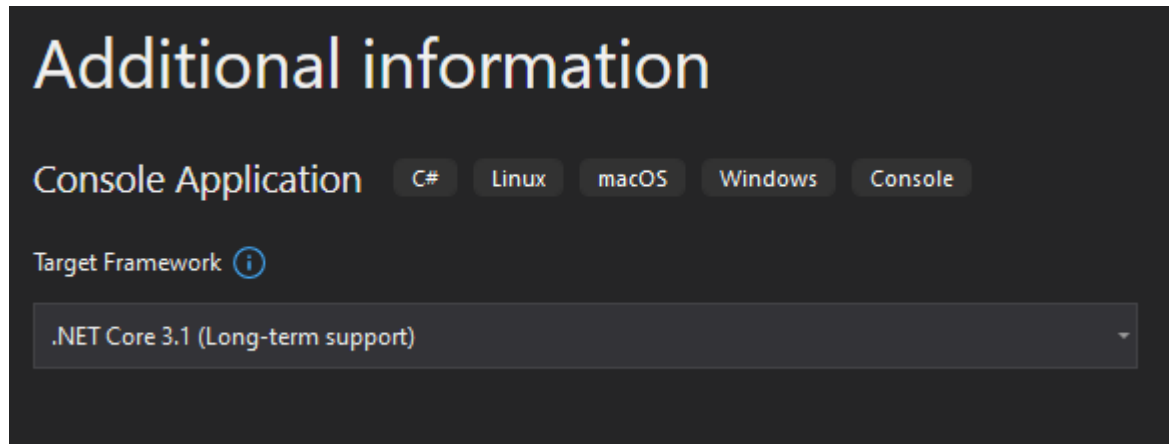 Additional information
Console Application C# Linux macOS Windows Console
Target Framework
.NET Core 3.1 (Long-term support)